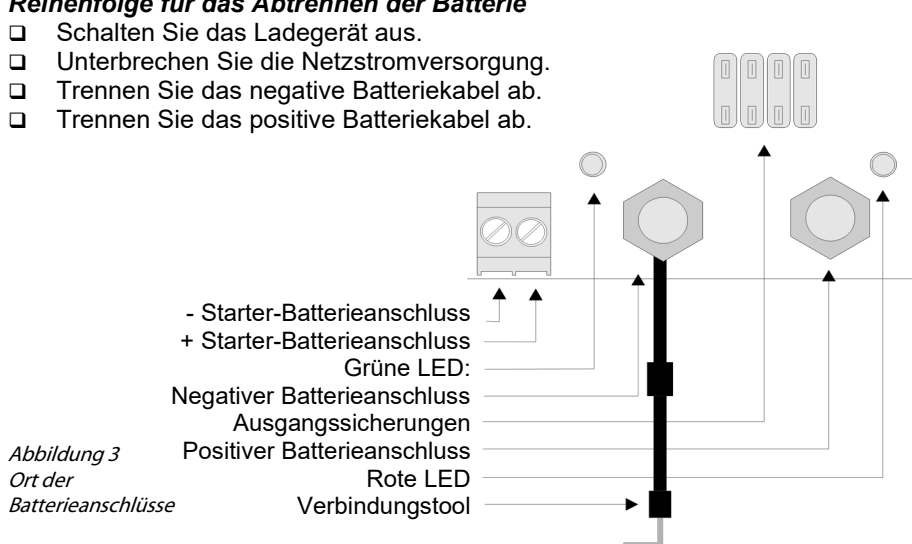 Reihenfolge für das Abtrennen der Batterie
❑ Schalten Sie das Ladegerät aus.
❑ Unterbrechen Sie die Netzstromversorgung.
❑ Trennen Sie das negative Batteriekabel ab.
❑ Trennen Sie das positive Batteriekabel ab.
- Starter-Batterieanschluss
+ Starter-Batterieanschluss
Grüne LED:
Negativer Batterieanschluss
Ausgangssicherungen
Positiver Batterieanschluss
Rote LED
Verbindungstool
Abbildung 3
Ort der
Batterieanschlüsse